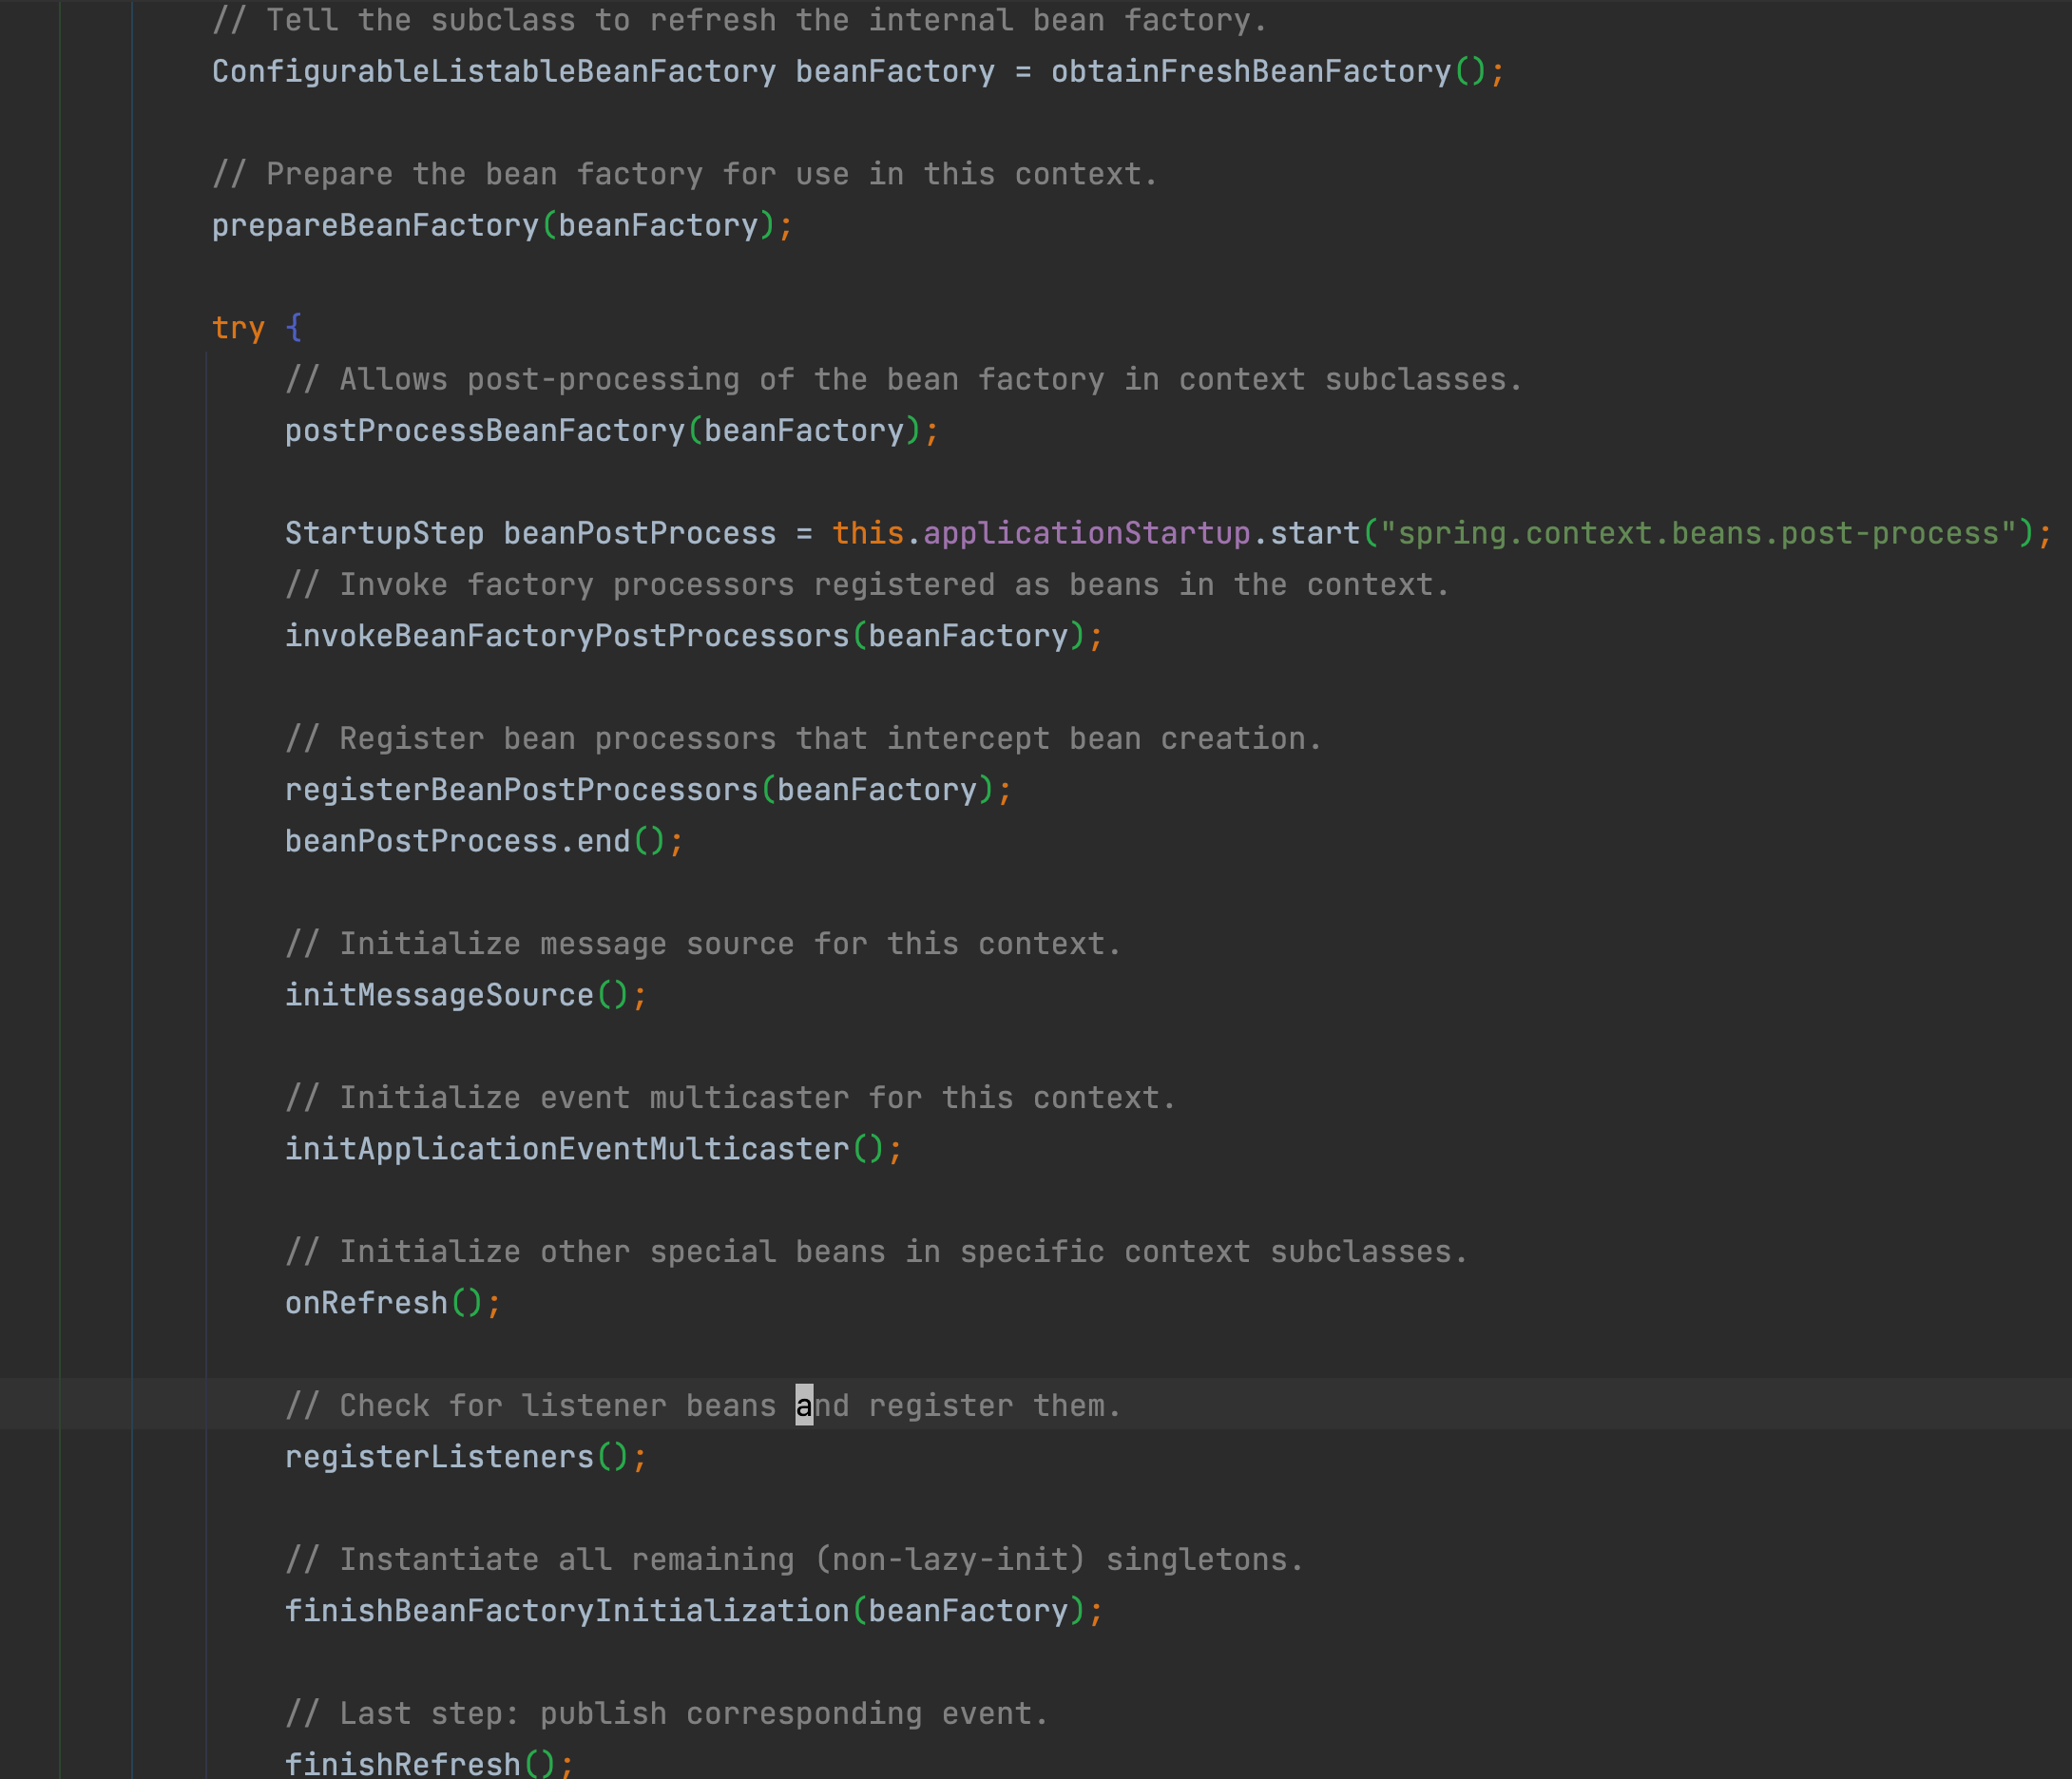 // Tell the subclass to refresh the internal bean factory.
ConfigurableListableBeanFactory beanFactory = obtainFreshBeanFactory();
// Prepare the bean factory for use in this context.
prepareBeanFactory(beanFactory);
try {
// Allows post-processing of the bean factory in context subclasses.
postProcessBeanFactory(beanFactory);
StartupStep beanPostProcess = this.applicationStartup.start("spring.context.beans.post-process");
// Invoke factory processors registered as beans in the context.
invokeBeanFactoryPostProcessors(beanFactory);
// Register bean processors that intercept bean creation.
registerBeanPostProcessors(beanFactory);
beanPostProcess.end();
// Initialize message source for this context.
initMessageSource();
// Initialize event multicaster for this context.
initApplicationEventMulticaster();
// Initialize other special beans in specific context subclasses.
onRefresh();
// Check for listener beans and register them.
registerListeners();
// Instantiate all remaining (non-lazy-init) singletons.
finishBeanFactoryInitialization(beanFactory);
// Last step: publish corresponding event.
finishRefresh();